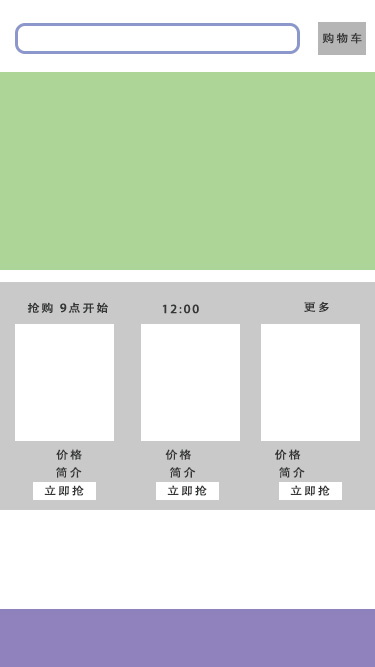 购物车
抢购 9点开始 12:00 更多
价格 价格 价格
简介 简介 简介
立即抢 立即抢 立即抢